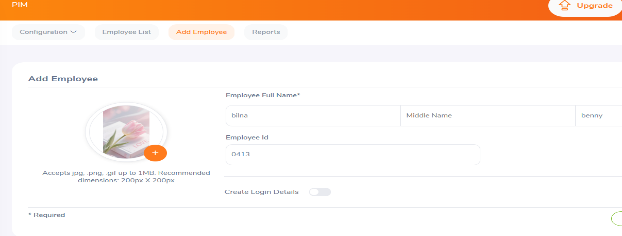 PIM
Upgrade
Configuration
Employee List
Add Employee
Reports
Add Employee
Employee Full Name*
blina
Middle Name
benny
Employee Id
0413
Accepts jpg, .png, .gif up to 1MB. Recommended
dimensions: 200px X 200px
Create Login Details
* Required